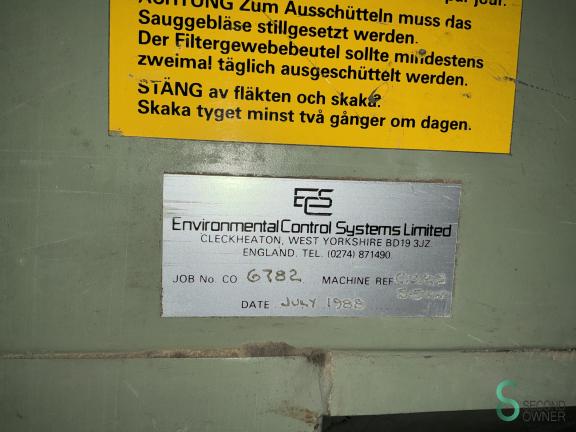 jour.
ACHTUNG Zum Ausschütteln muss das
Sauggebläse stillgesetzt werden.
Der Filtergewebebeutel sollte mindestens
zweimal täglich ausgeschüttelt werden.
STÄNG av fläkten och skaka.
Skaka tyget minst två gånger om dagen.
ECS
Environmental Control Systems Limited
CLECKHEATON, WEST YORKSHIRE BD19 3JZ
ENGLAND. TEL. (0274) 871490.
JOB No. CO 6782 MACHINE REF
DATE JULY 1988
SECOND
OWNER